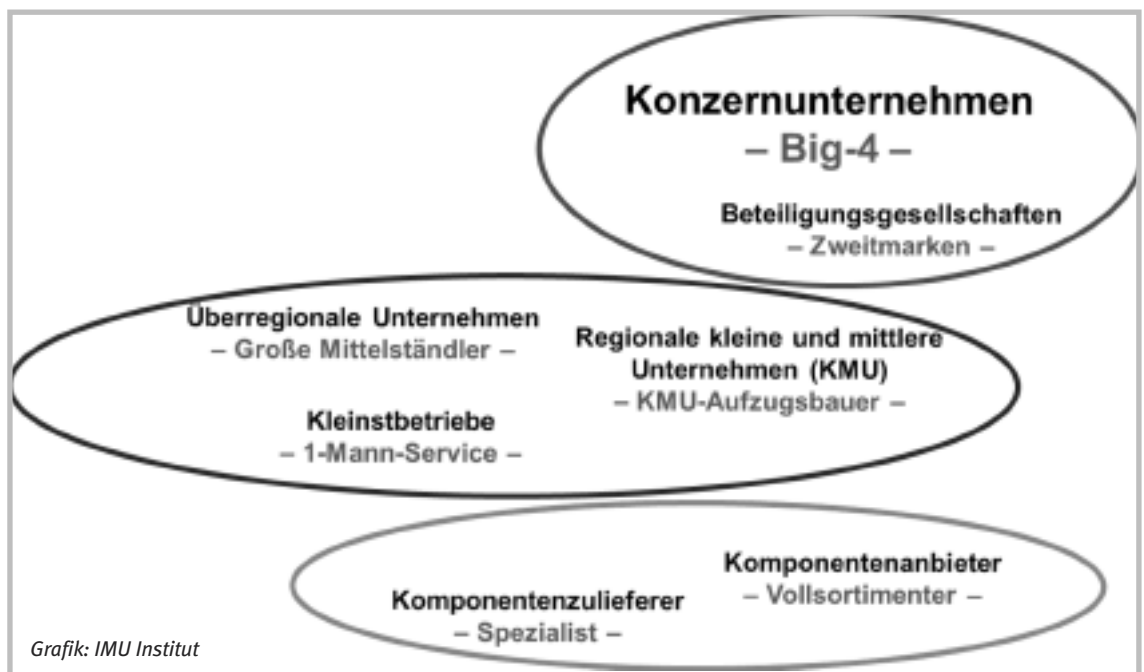 Konzernunternehmen
– Big-4 –
Beteiligungsgesellschaften
– Zweitmarken –
Überregionale Unternehmen
– Große Mittelständler –
Regionale kleine und mittlere
Unternehmen (KMU)
– KMU-Aufzugsbauer –
Kleinstbetriebe
– 1-Mann-Service –
Komponentenanbieter
– Vollsortimenter –
Komponentenzulieferer
– Spezialist –
Grafik: IMU Institut